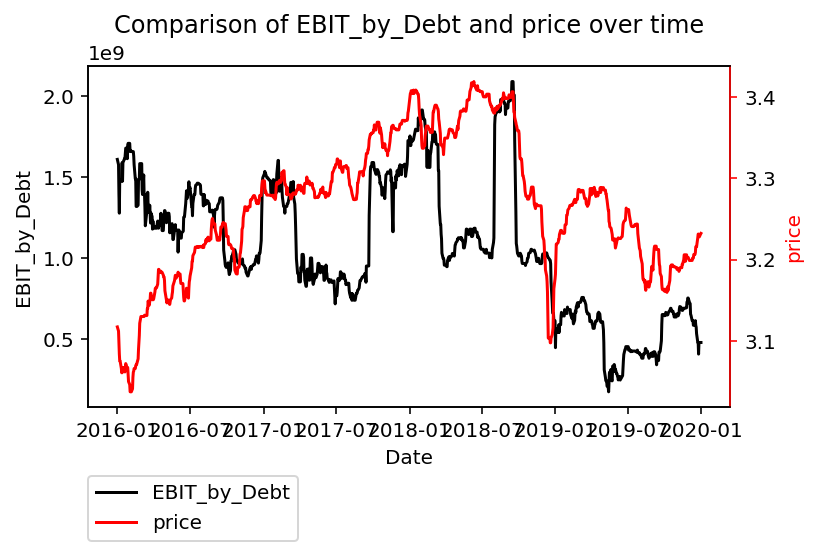 Comparison of EBIT_by_Debt and price over time
1e9
2.0
1.5
1.0
0.5
EBIT_by_Debt
3.4
3.3
3.2
3.1
price
2016-01 2016-07 2017-01 2017-07 2018-01 2018-07 2019-01 2019-07 2020-01
Date
EBIT_by_Debt
price